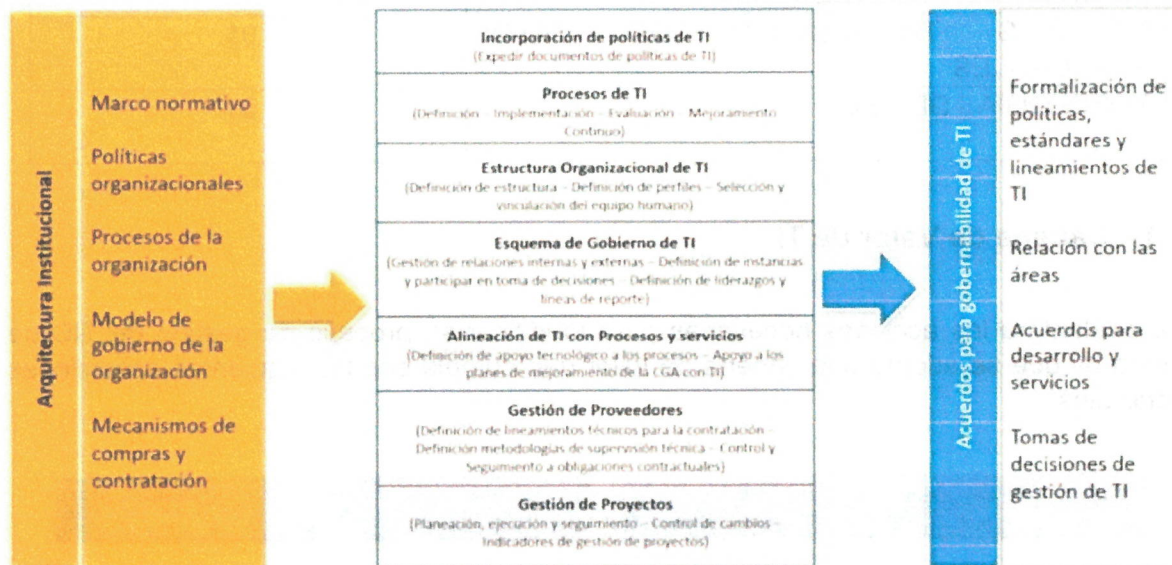 Arquitectura Institucional
Marco normativo
Políticas
organizacionales
Procesos de la
organización
Modelo de
gobierno de la
organización
Mecanismos de
compras y
contratación
Incorporación de políticas de TI
(Expedir documentos de políticas de TI)
Procesos de TI
(Definición – Implementación – Evaluación – Mejoramiento
Continuo)
Estructura Organizacional de TI
(Definición de estructura – Definición de perfiles – Selección y
vinculación del equipo humano)
Esquema de Gobierno de TI
(Gestión de relaciones internas y externas – Definición de instancias
y participar en toma de decisiones – Definición de liderazgos y
líneas de reporte)
Alineación de TI con Procesos y servicios
(Definición de apoyo tecnológico a los procesos – Apoyo a los
planes de mejoramiento de la CGA con TI)
Gestión de Proveedores
(Definición de lineamientos técnicos para la contratación –
Definición metodologías de supervisión técnica – Control y
Seguimiento a obligaciones contractuales)
Gestión de Proyectos
(Planeación, ejecución y seguimiento – Control de cambios –
Indicadores de gestión de proyectos)
Acuerdos para gobernabilidad de TI
Formalización de
políticas,
estándares y
lineamientos de
TI
Relación con las
áreas
Acuerdos para
desarrollo y
servicios
Tomas de
decisiones de
gestión de TI